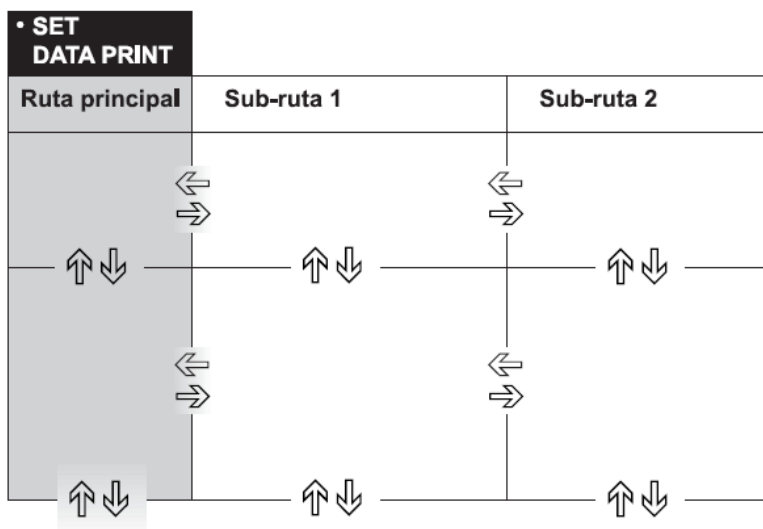 • SET
DATA PRINT
Ruta principal
Sub-ruta 1
Sub-ruta 2